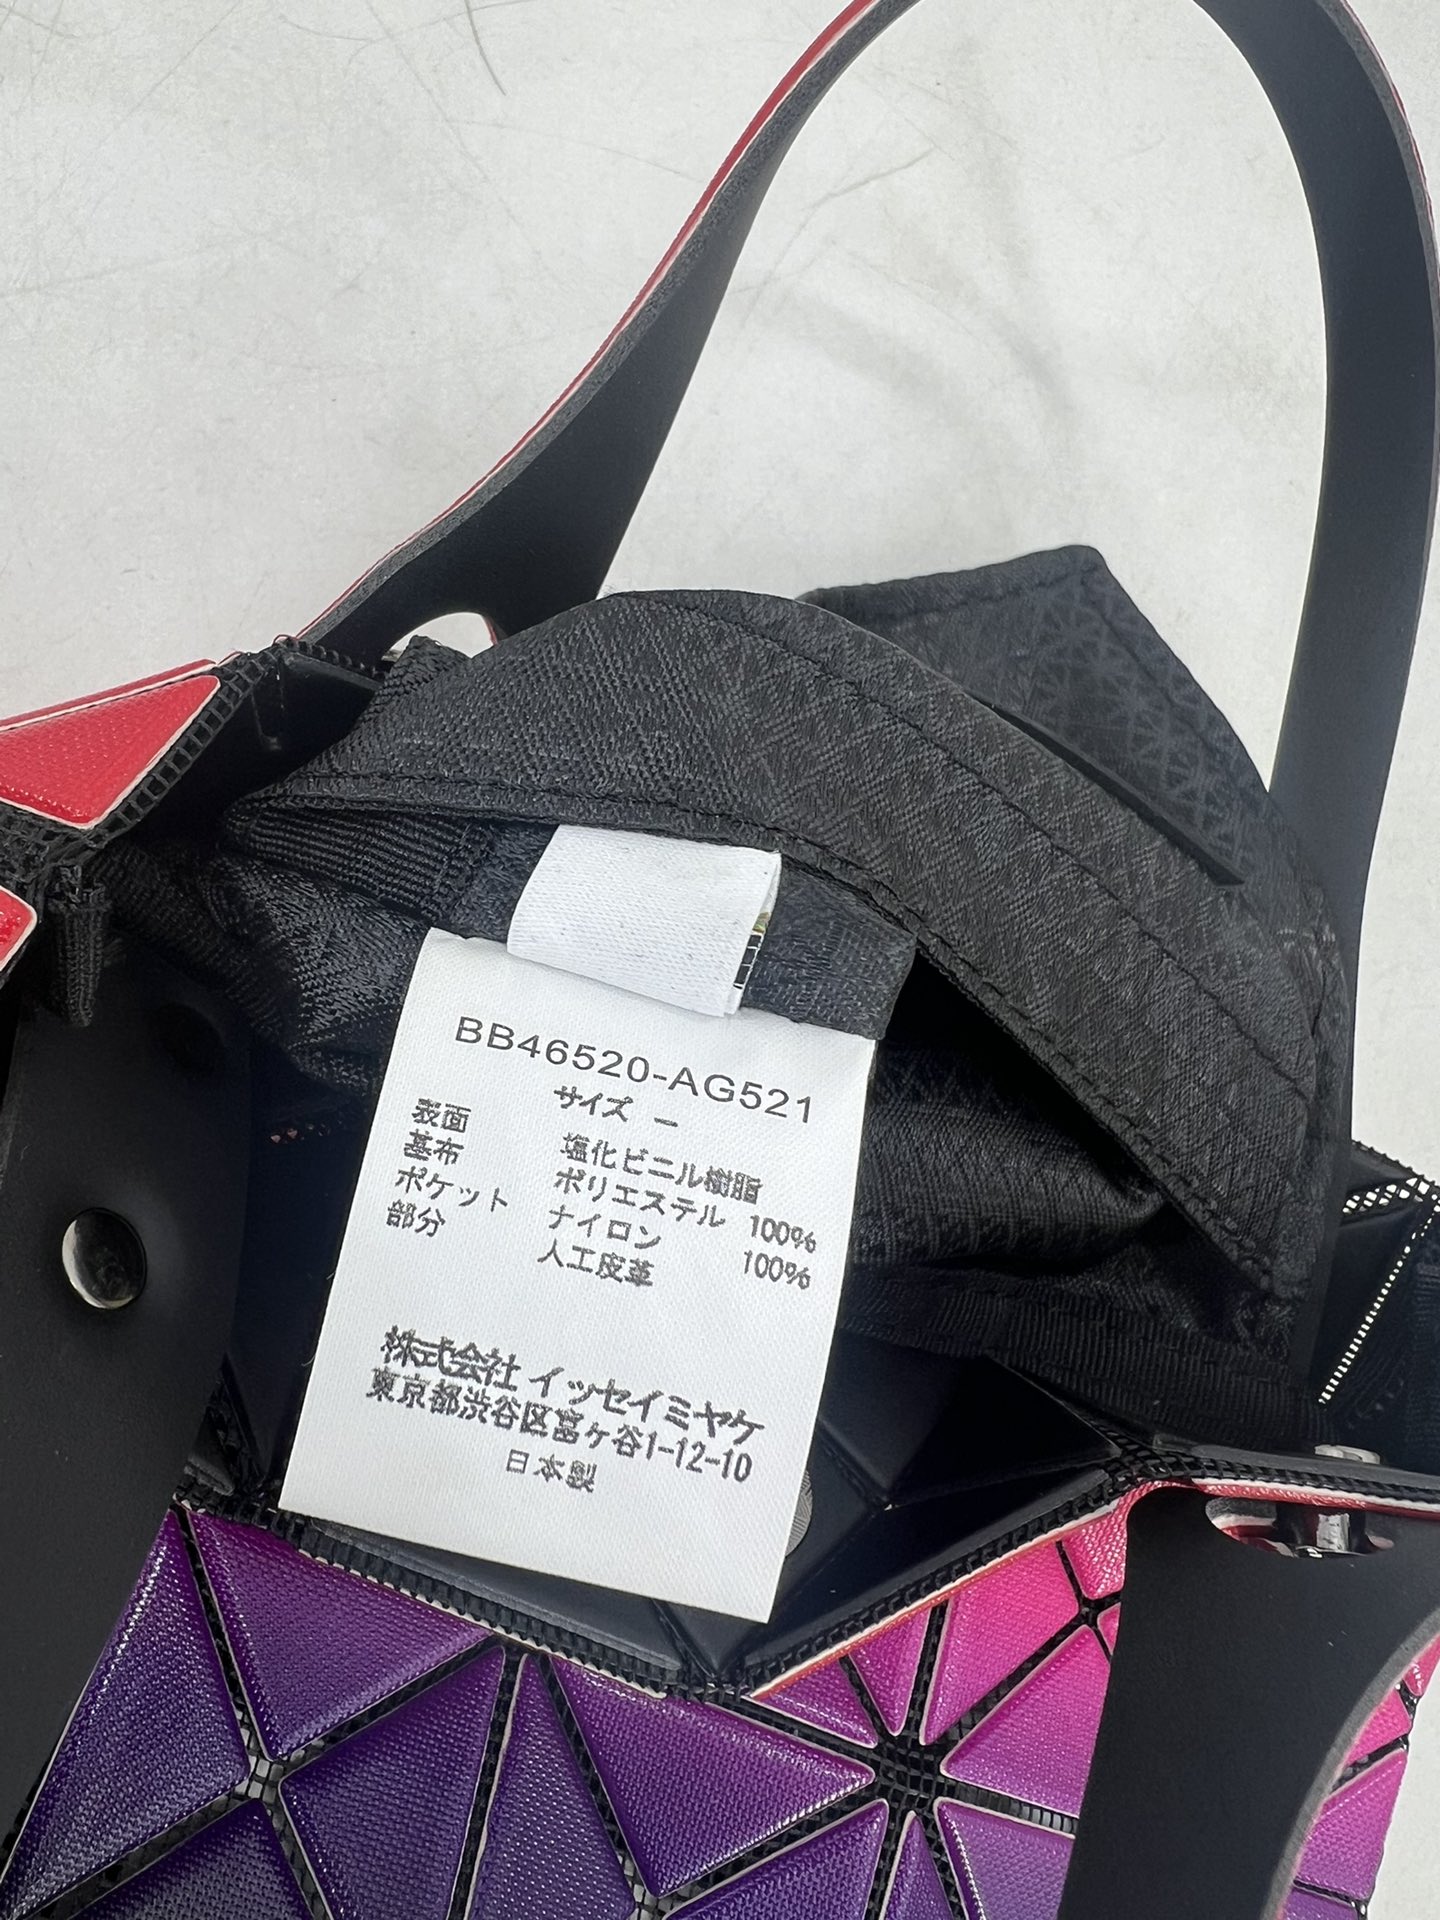 BB46520-AG521
サイズ ー
表面 塩化ビニル樹脂
基布 ポリエステル 100%
ポケット ナイロン 100%
部分 人工皮革
株式会社 イッセイミヤケ
東京都渋谷区富ヶ谷1-12-10
日本製